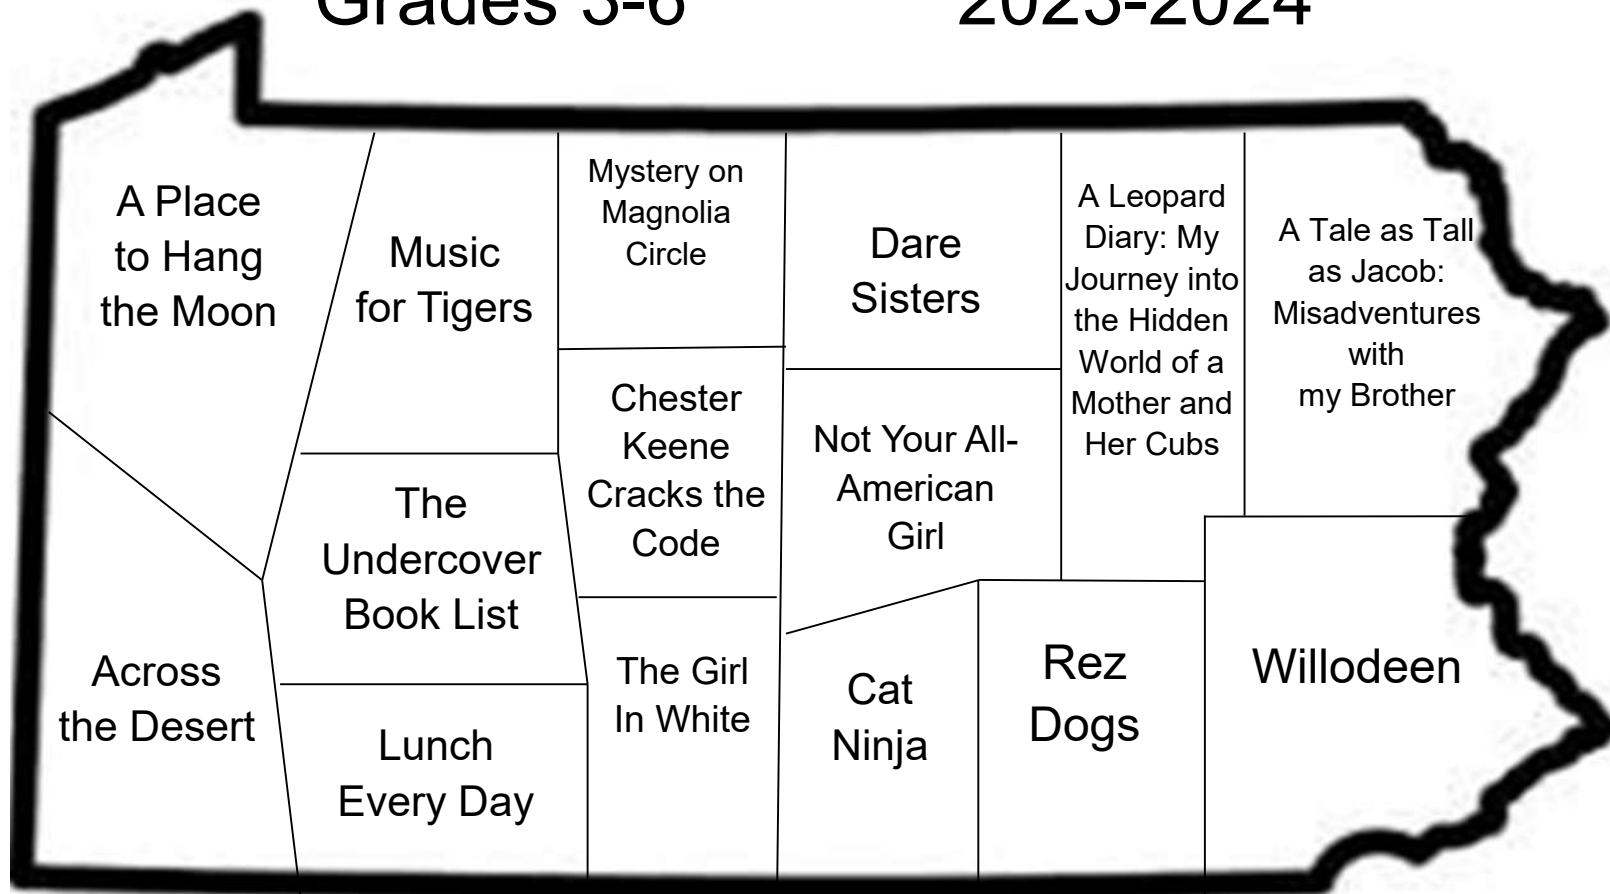 Grades 3-6 2023-2024
A Place
to Hang
the Moon
Music
for Tigers
Mystery on
Magnolia
Circle
Dare
Sisters
A Leopard
Diary: My
Journey into
the Hidden
World of a
Mother and
Her Cubs
A Tale as Tall
as Jacob:
Misadventures
with
my Brother
Chester
Keene
Cracks the
Code
Not Your All-
American
Girl
The
Undercover
Book List
Across
the Desert
Lunch
Every Day
The Girl
In White
Cat
Ninja
Rez
Dogs
Willodeen